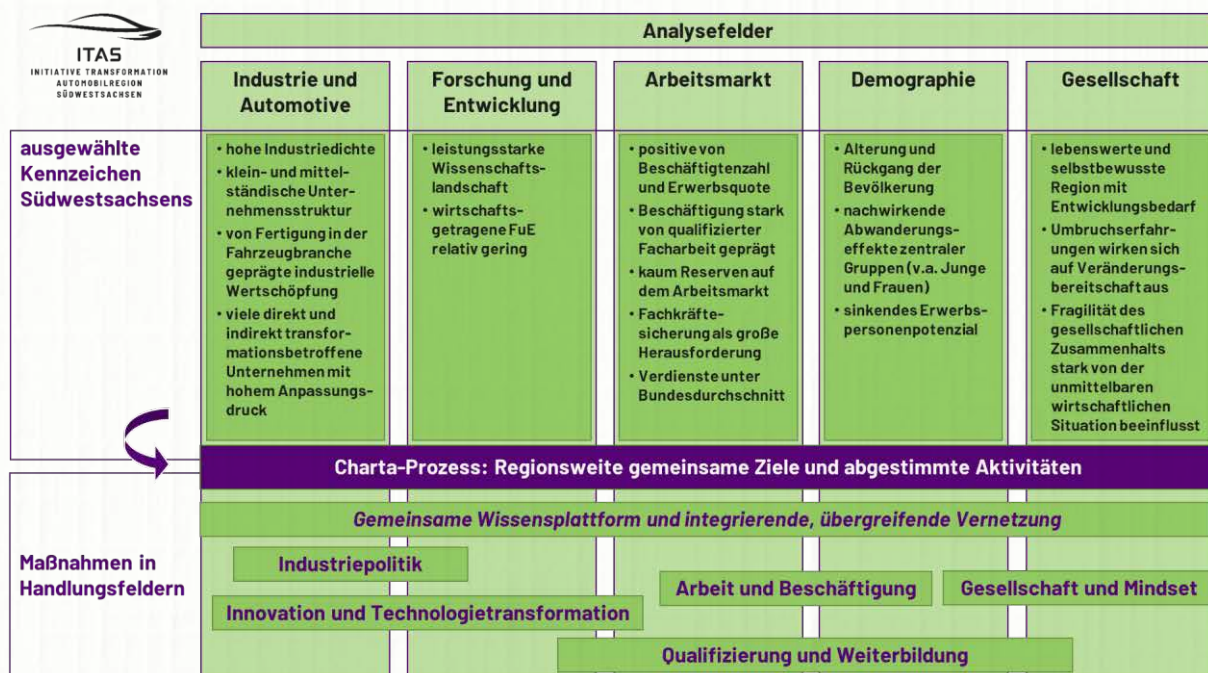 ITAS
INITIATIVE TRANSFORMATION
AUTOMOBILREGION
SÜDWESTSACHSEN
Analysefelder
Industrie und
Automotive
Forschung und
Entwicklung
Arbeitsmarkt
Demographie
Gesellschaft
ausgewählte
Kennzeichen
Südwestsachsens
• hohe Industriedichte
• klein- und mittel-
ständische Unter-
nehmensstruktur
• von Fertigung in der
Fahrzeugbranche
geprägte industrielle
Wertschöpfung
• viele direkt und
indirekt transfor-
mationsbetroffene
Unternehmen mit
hohem Anpassungs-
druck
• leistungsstarke
Wissenschafts-
landschaft
• wirtschafts-
getragene FuE
relativ gering
• positive von
Beschäftigtenzahl
und Erwerbsquote
• Beschäftigung stark
von qualifizierter
Facharbeit geprägt
• kaum Reserven auf
dem Arbeitsmarkt
• Fachkräfte-
sicherung als große
Herausforderung
• Verdienste unter
Bundesdurchschnitt
• Alterung und
Rückgang der
Bevölkerung
• nachwirkende
Abwanderungs-
effekte zentraler
Gruppen (v.a. Junge
und Frauen)
• sinkendes Erwerbs-
personenpotenzial
• lebenswerte und
selbstbewusste
Region mit
Entwicklungsbedarf
• Umbruchserfahr-
rungen wirken sich
auf Veränderungs-
bereitschaft aus
• Fragilität des
gesellschaftlichen
Zusammenhalts
stark von der
unmittelbaren
wirtschaftlichen
Situation beeinflusst
Charta-Prozess: Regionsweite gemeinsame Ziele und abgestimmte Aktivitäten
Gemeinsame Wissensplattform und integrierende, übergreifende Vernetzung
Maßnahmen in
Handlungsfeldern
Industriepolitik
Innovation und Technologietransformation
Arbeit und Beschäftigung
Gesellschaft und Mindset
Qualifizierung und Weiterbildung